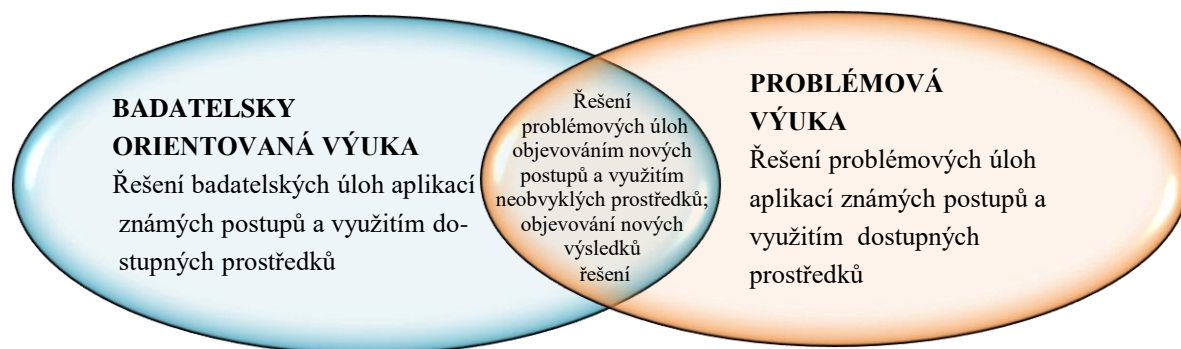 BADATELSKY
ORIENTOVANÁ VÝUKA
Řešení badatelských úloh aplikací
známých postupů a využitím do-
stupných prostředků
Řešení
problémových úloh
objevováním nových
postupů a využitím
neobvyklých prostředků;
objevování nových
výsledků
řešení
PROBLÉMOVÁ
VÝUKA
Řešení problémových úloh
aplikací známých postupů a
využitím dostupných
prostředků